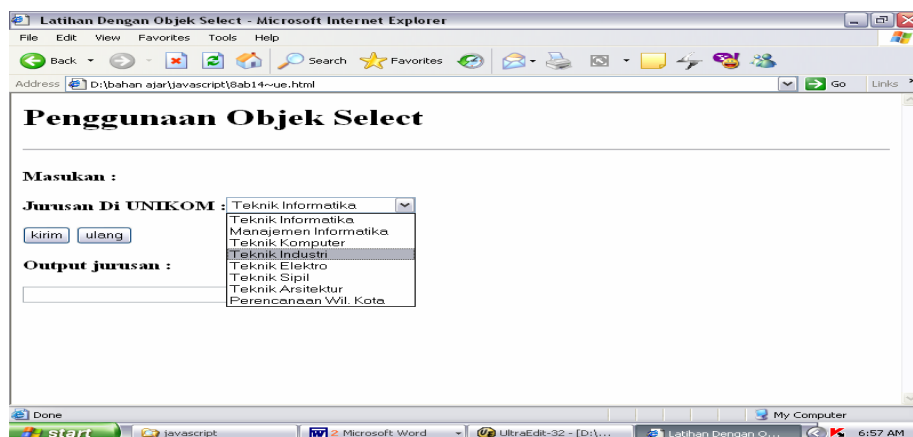 Latihan Dengan Objek Select - Microsoft Internet Explorer
File Edit View Favorites Tools Help
Back Search Favorites
Address D:\bahan ajar\javascript\8ab14~ue.html Go Links
Penggunaan Objek Select
Masukan :
Jurusan Di UNIKOM : Teknik Informatika
Teknik Informatika
Manajemen Informatika
Teknik Komputer
Teknik Industri
Teknik Elektro
Teknik Sipil
Teknik Arsitektur
Perencanaan Wil. Kota
kirim ulang
Output jurusan :
Done My Computer
start javascript 2 Microsoft Word UltraEdit-32 - [D:\... Latihan Dengan O... 6:57 AM